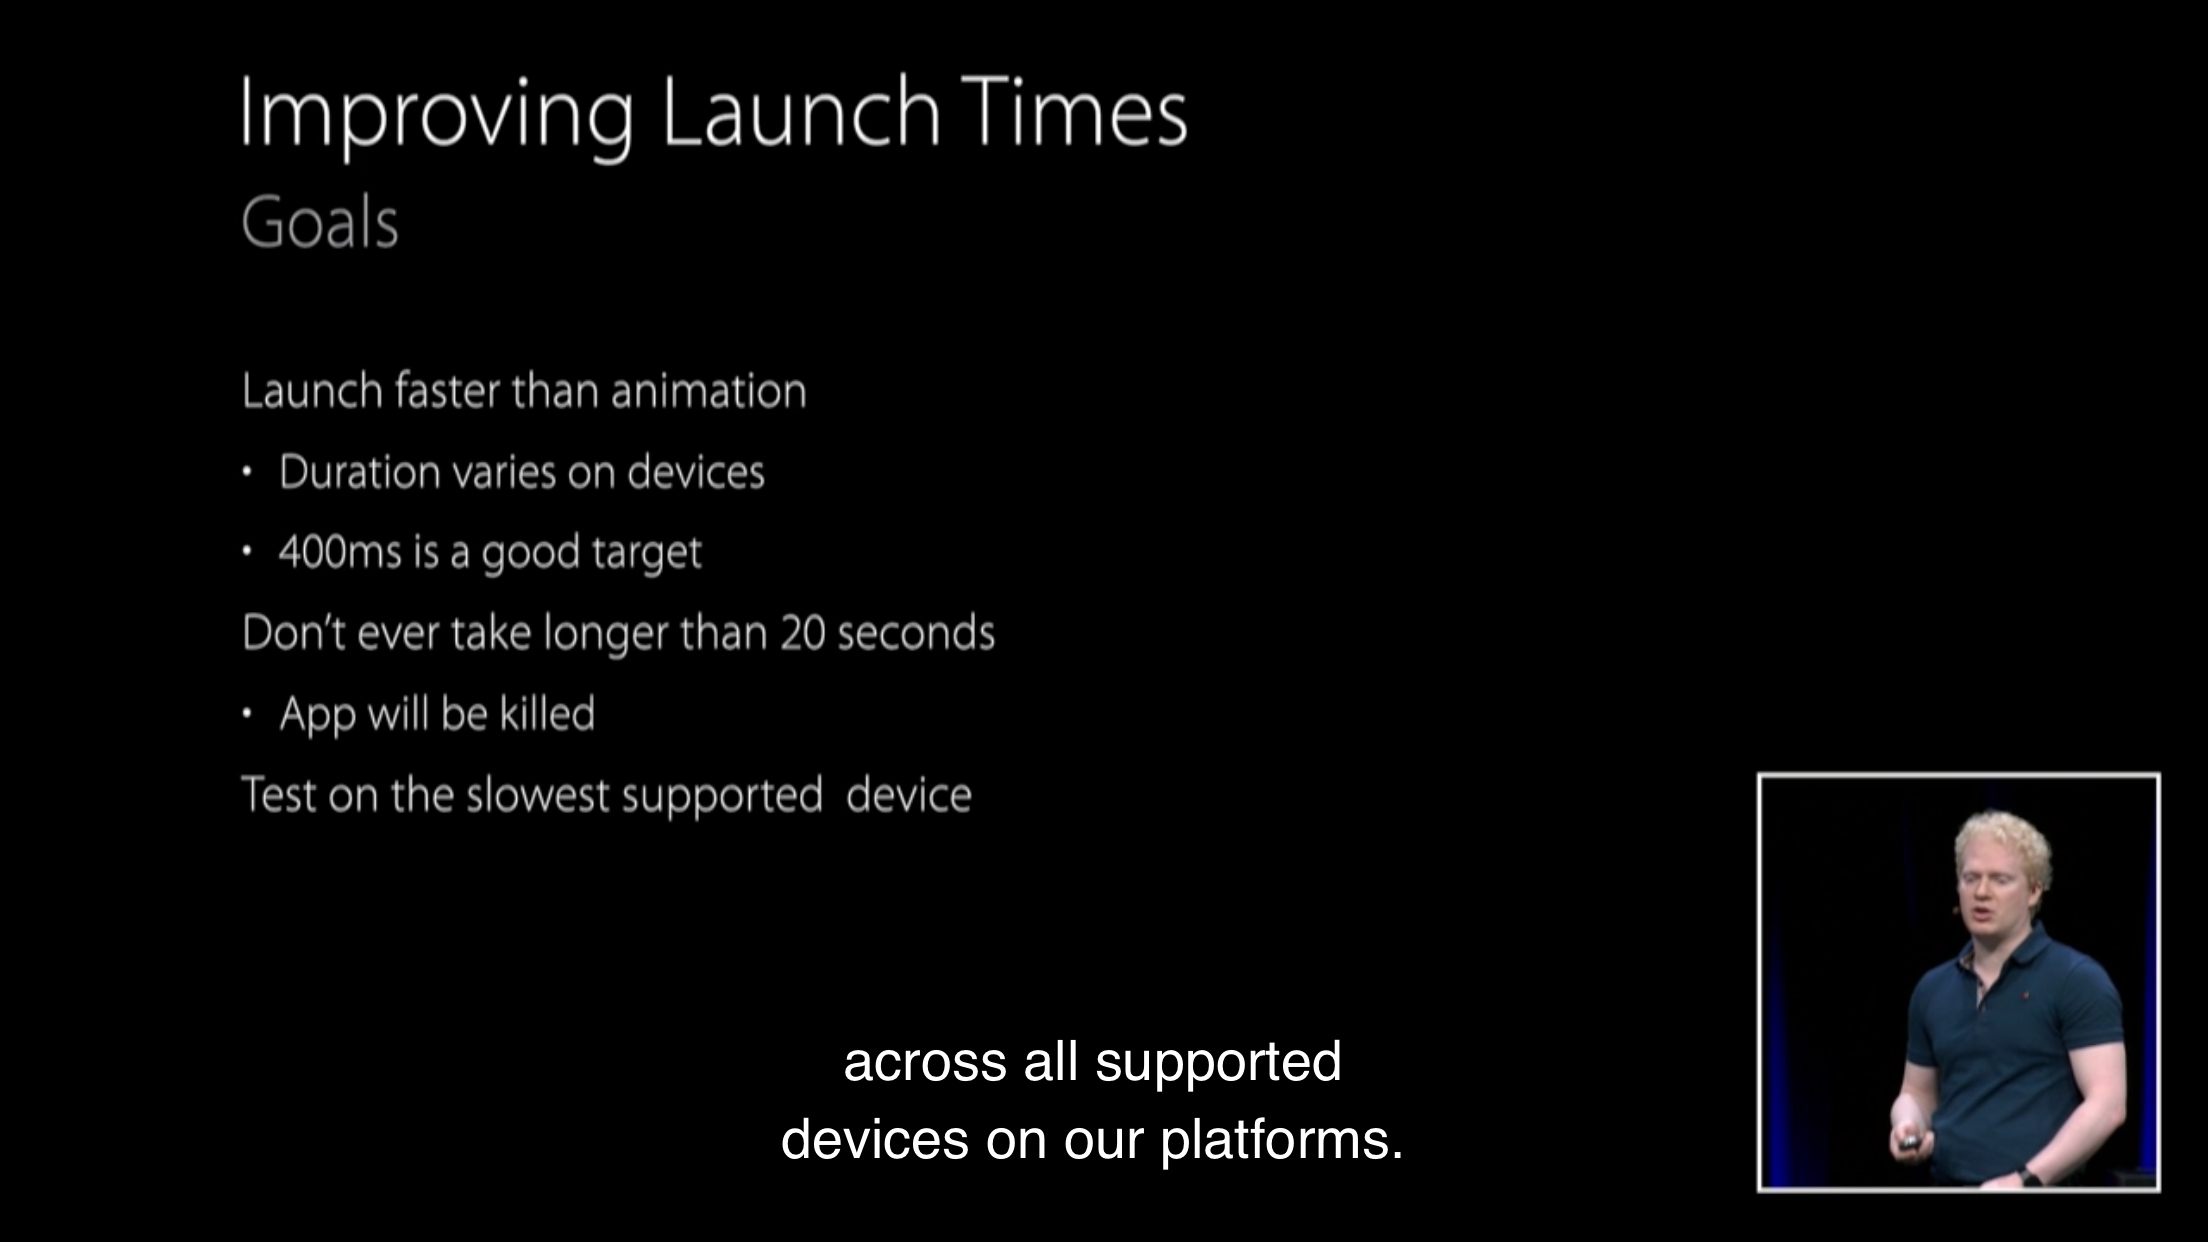 Improving Launch Times
Goals
Launch faster than animation
• Duration varies on devices
• 400ms is a good target
Don’t ever take longer than 20 seconds
• App will be killed
Test on the slowest supported device
across all supported
devices on our platforms.